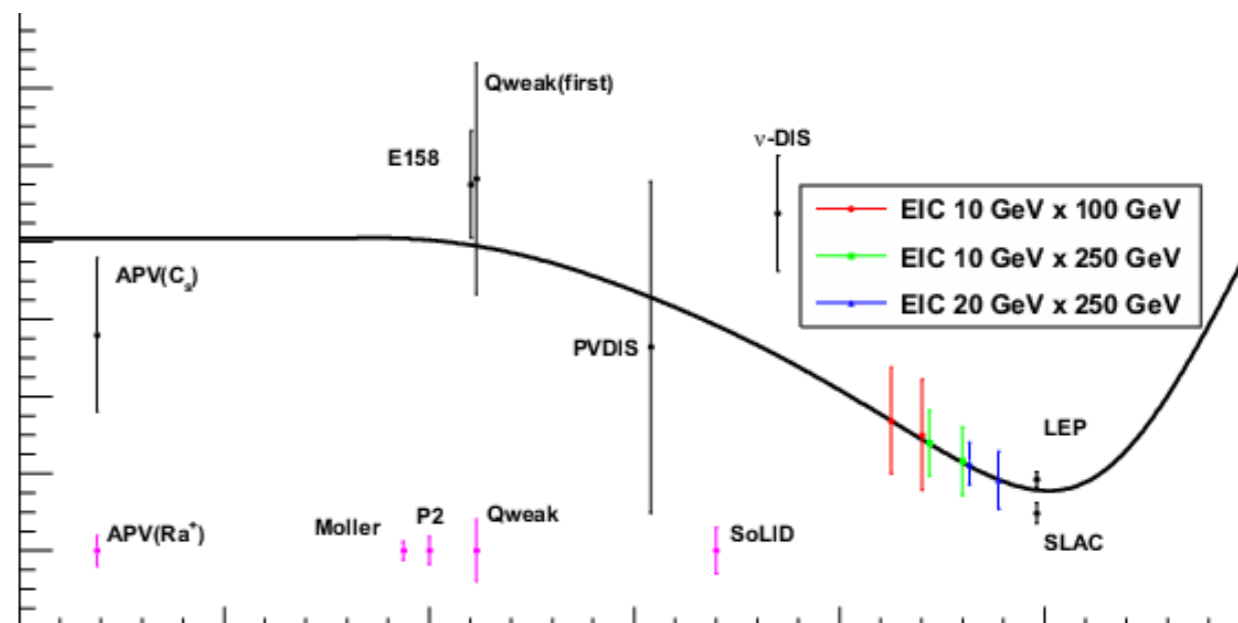 Qweak(first)
E158
ν-DIS
EIC 10 GeV x 100 GeV
EIC 10 GeV x 250 GeV
EIC 20 GeV x 250 GeV
APV(Cs)
PVDIS
LEP
APV(Ra+)
Moller
P2
Qweak
SoLID
SLAC